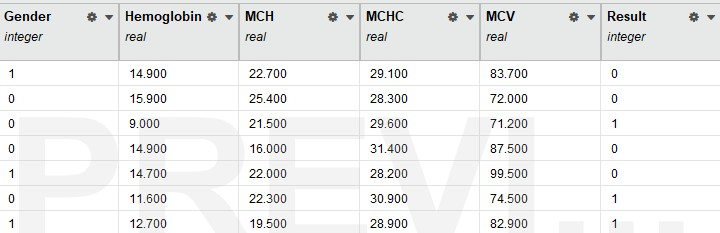 Gender Hemoglobin MCH MCHC MCV Result
integer real real real real integer
1 14.900 22.700 29.100 83.700 0
0 15.900 25.400 28.300 72.000 0
0 9.000 21.500 29.600 71.200 1
0 14.900 16.000 31.400 87.500 0
1 14.700 22.000 28.200 99.500 0
0 11.600 22.300 30.900 74.500 1
1 12.700 19.500 28.900 82.900 1
PREVI...